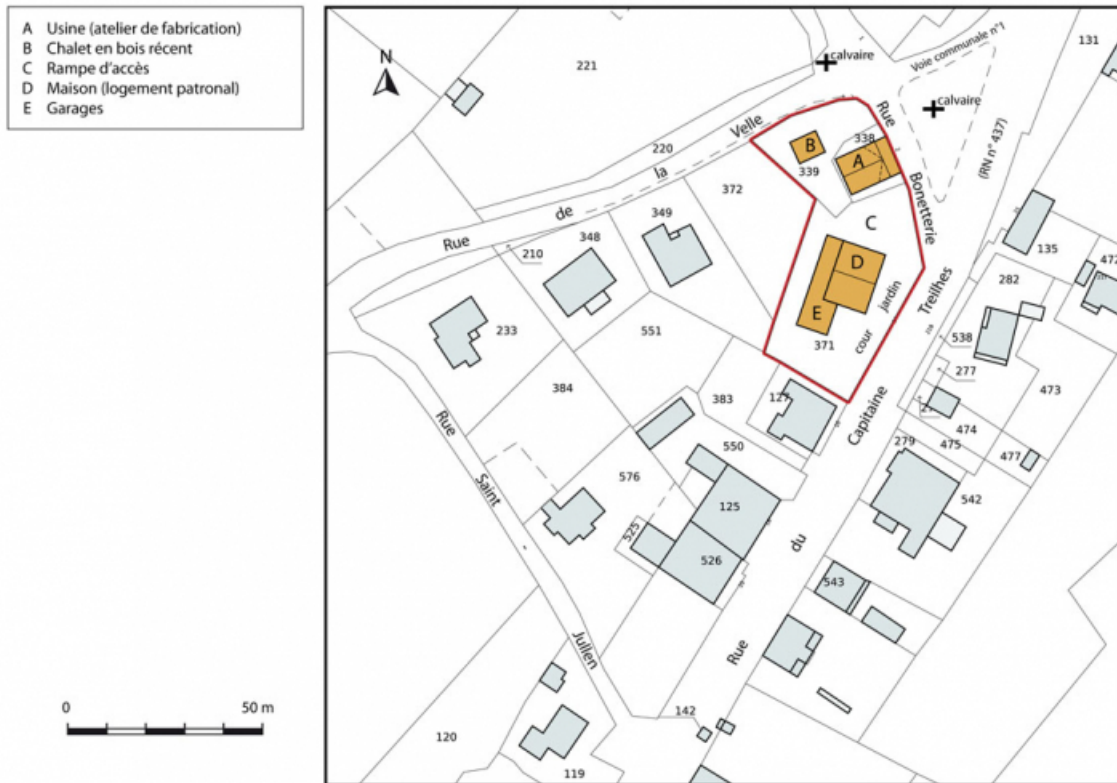 A Usine (atelier de fabrication)
B Chalet en bois récent
C Rampe d'accès
D Maison (logement patronal)
E Garages
N
0 50 m
221
calvaire
Voie communale n°1
131
calvaire
Rue de la Velle
Rue Bonetterie
338
B
A
339
220
372
(RN n° 437)
C
349
348
210
135
472
D
282
jardin
cour
E
371
Treilhes
538
233
551
277
473
384
383
127
Capitaine
474
475
279
477
550
542
576
125
525
526
du
543
Rue Saint Jullen
Rue
142
120
119